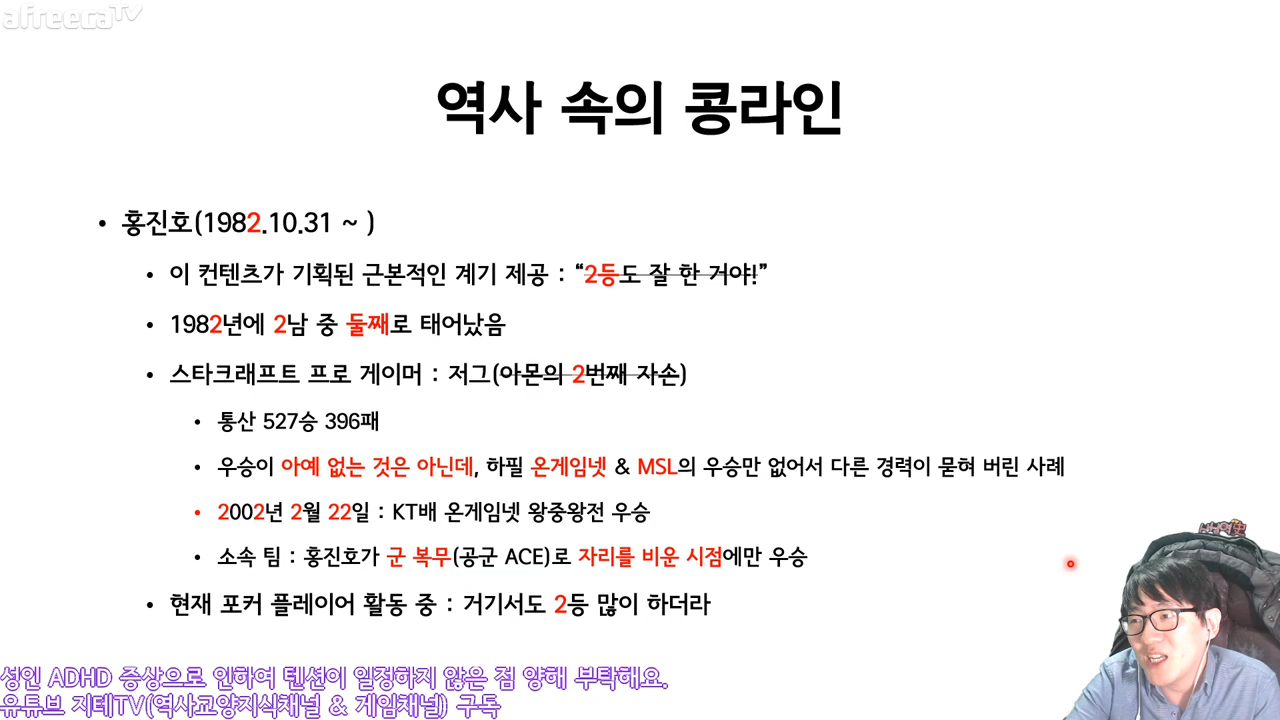 afreecaTV
역사 속의 콩라인
• 홍진호(1982.10.31 ~ )
• 이 컨텐츠가 기획된 근본적인 계기 제공 : “2등도 잘 한 거야!”
• 1982년에 2남 중 둘째로 태어났음
• 스타크래프트 프로 게이머 : 저그(아몬의 2번째 자손)
• 통산 527승 396패
• 우승이 아예 없는 것은 아닌데, 하필 온게임넷 & MSL의 우승만 없어서 다른 경력이 묻혀 버린 사례
• 2002년 2월 22일 : KT배 온게임넷 왕중왕전 우승
• 소속 팀 : 홍진호가 군 복무(공군 ACE)로 자리를 비운 시점에만 우승
• 현재 포커 플레이어 활동 중 : 거기서도 2등 많이 하더라
성인 ADHD 증상으로 인하여 텐션이 일정하지 않은 점 양해 부탁해요.
유튜브 지테TV(역사교양지식채널 & 게임채널) 구독